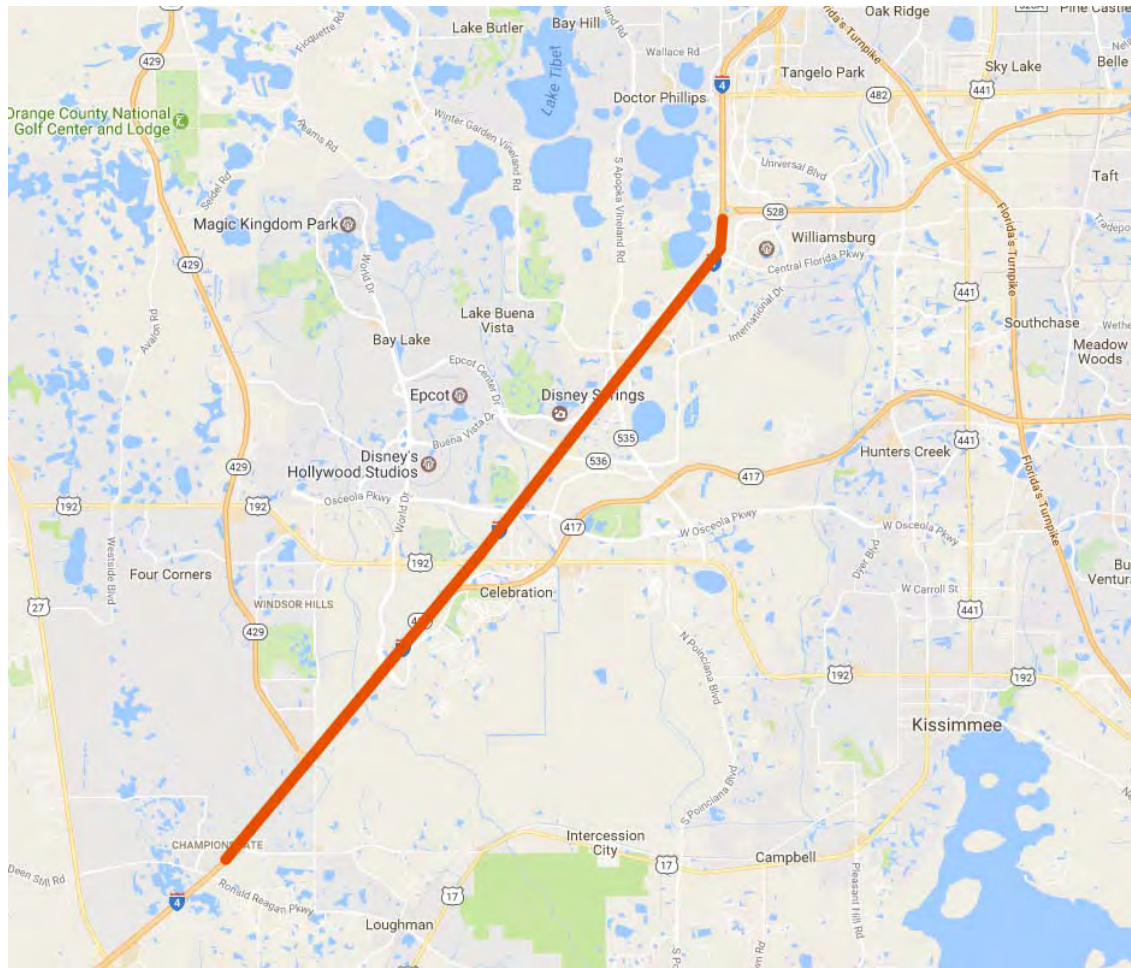 Lake Butler
Bay Hill
Oak Ridge
Ficquette Rd
Wallace Rd
Florida's Turnpike
Belle
429
4
Tangelo Park
Sky Lake
Doctor Phillips
482
441
Orange County National
Golf Center and Lodge
Lake Tibet
Winter Garden Vineland Rd
Reams Rd
Universal Blvd
Seidel Rd
S Apopka Vineland Rd
Taft
Magic Kingdom Park
528
Williamsburg
Florida's Turnpike
World Dr
Central Florida Pkwy
429
441
International Dr
Avalon Rd
Lake Buena
Vista
Southchase
Bay Lake
Meadow
Woods
Epcot Center Dr
Epcot
Disney Springs
Buena Vista Dr
535
441
Disney's
Hollywood Studios
536
Hunters Creek
429
417
Florida's Turnpike
192
192
Osceola Pkwy
World Dr
417
W Osceola Pkwy
W Osceola Pkwy
Westside Blvd
192
Dyer Blvd
Four Corners
Celebration
W Carroll St
27
WINDSOR HILLS
441
429
N Poinciana Blvd
192
192
Kissimmee
S Poinciana Blvd
Intercession
City
CHAMPIONSGATE
Campbell
Deen Still Rd
17
17
4
Ronald Reagan Pkwy
Pleasant Hill Rd
Loughman